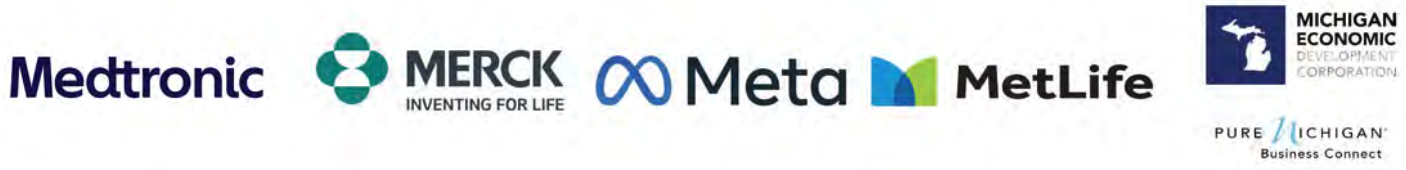 Medtronic
MERCK
INVENTING FOR LIFE
Meta
MetLife
MICHIGAN
ECONOMIC
DEVELOPMENT
CORPORATION
PURE MICHIGAN
Business Connect